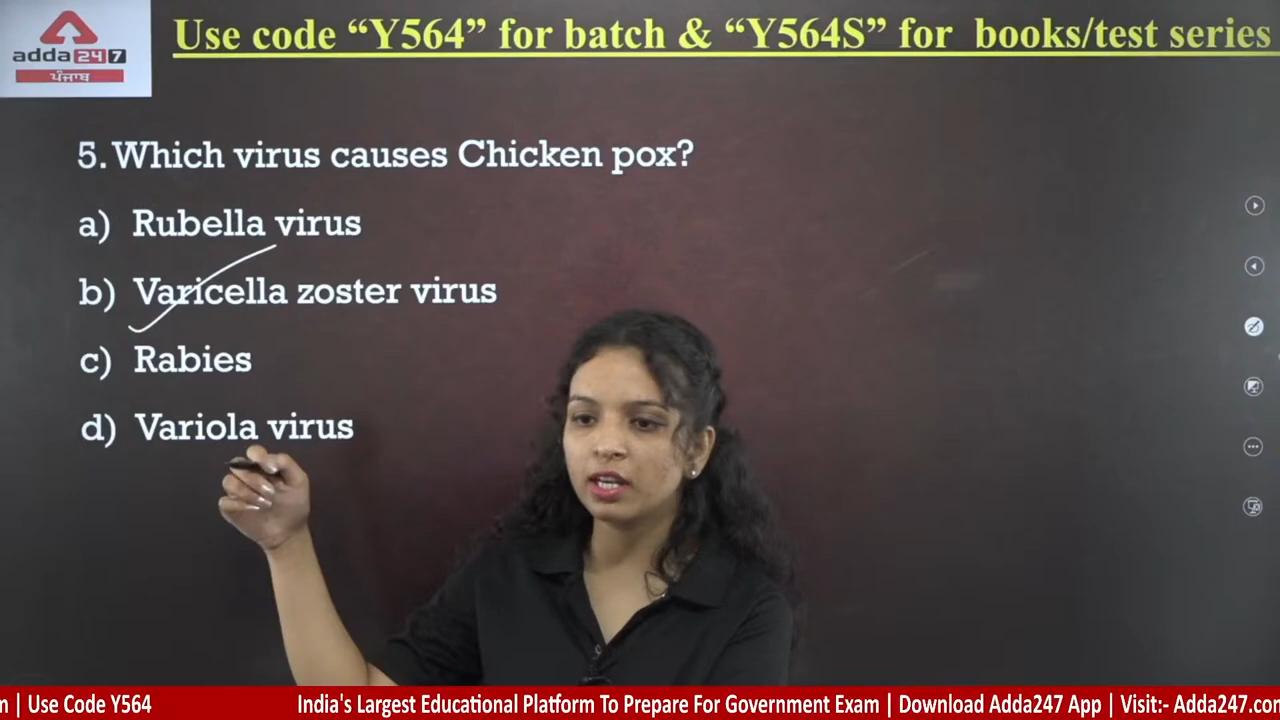 adda247
ਪੰਜਾਬ
Use code “Y564” for batch & “Y564S” for books/test series
5. Which virus causes Chicken pox?
a) Rubella virus
b) Varicella zoster virus
c) Rabies
d) Variola virus
| Use Code Y564 India's Largest Educational Platform To Prepare For Government Exam | Download Adda247 App | Visit:- Adda247.co